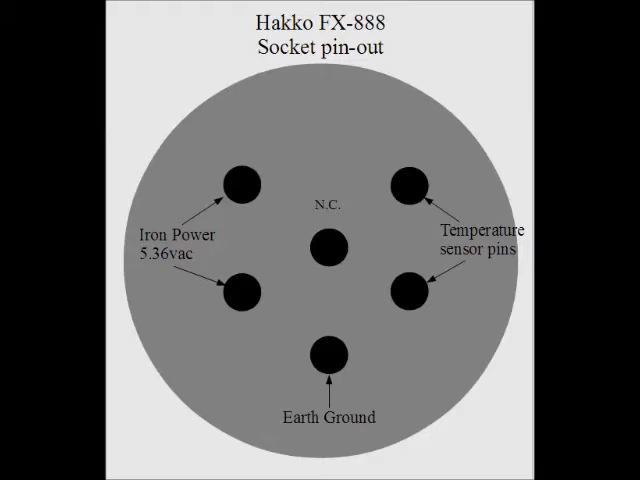 Hakko FX-888
Socket pin-out
N.C.
Iron Power
5.36vac
Temperature
sensor pins
Earth Ground